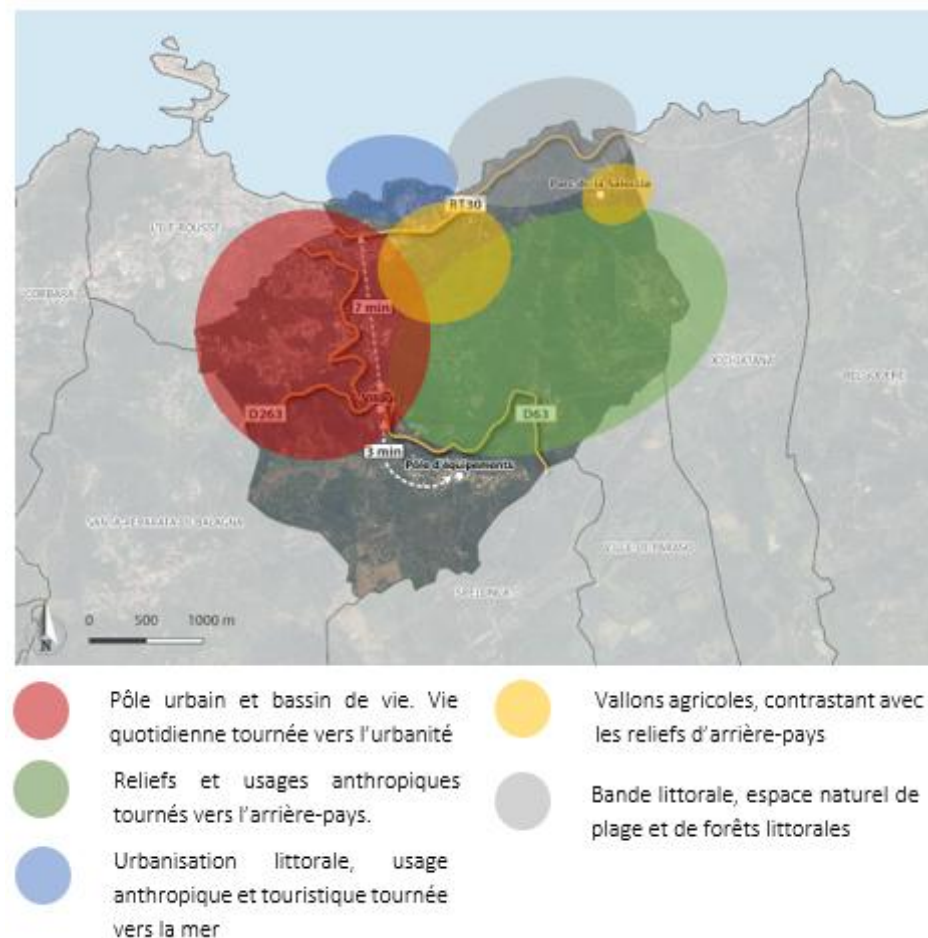 L'ILE-ROUSSE
CORBARA
RT30
Parc de la Saleccia
7 min
D263
D63
3 min
Pôle d'équipements
SANTA-REPARATA-DI-BALAGNA
SPELONCATO
0 500 1000 m
N
Pôle urbain et bassin de vie. Vie
quotidienne tournée vers l'urbanité
Reliefs et usages anthropiques
tournés vers l'arrière-pays.
Urbanisation littorale, usage
anthropique et touristique tournée
vers la mer
Vallons agricoles, contrastant avec
les reliefs d'arrière-pays
Bande littorale, espace naturel de
plage et de forêts littorales